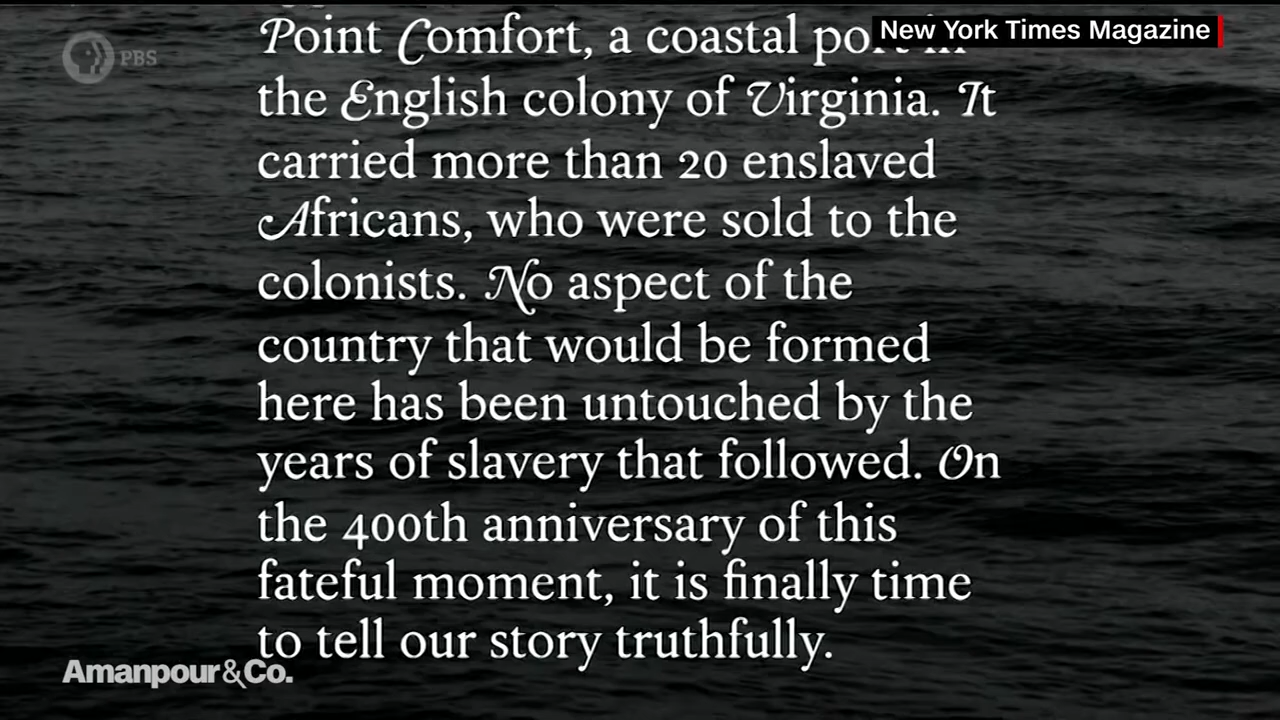 New York Times Magazine
PBS
Point Comfort, a coastal port in
the English colony of Virginia. It
carried more than 20 enslaved
Africans, who were sold to the
colonists. No aspect of the
country that would be formed
here has been untouched by the
years of slavery that followed. On
the 400th anniversary of this
fateful moment, it is finally time
to tell our story truthfully.
Amanpour&Co.